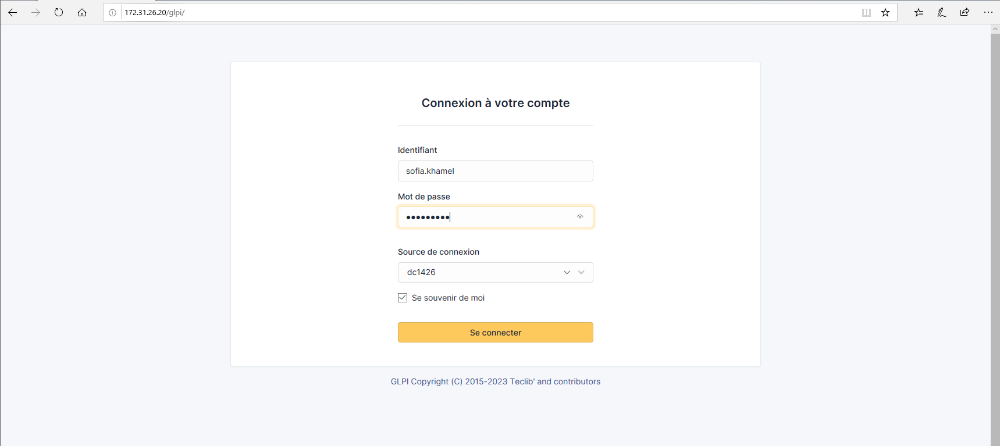 172.31.26.20/glpi/
Connexion à votre compte
Identifiant
sofia.khamel
Mot de passe
●●●●●●●●●
Source de connexion
dc1426
Se souvenir de moi
Se connecter
GLPI Copyright (C) 2015-2023 Teclib' and contributors